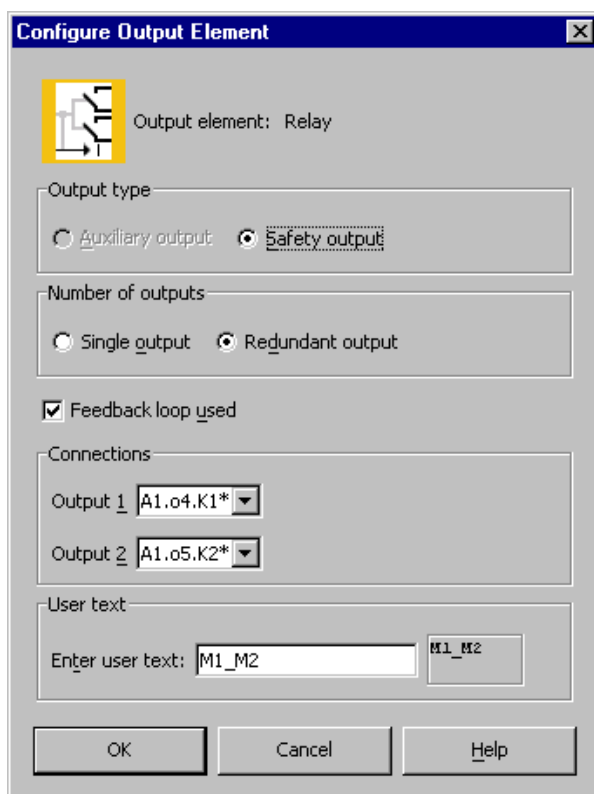 Configure Output Element
Output element: Relay
Output type
Auxiliary output Safety output
Number of outputs
Single output Redundant output
Feedback loop used
Connections
Output 1 A1.o4.K1*
Output 2 A1.o5.K2*
User text
Enter user text: M1_M2 M1_M2
OK Cancel Help